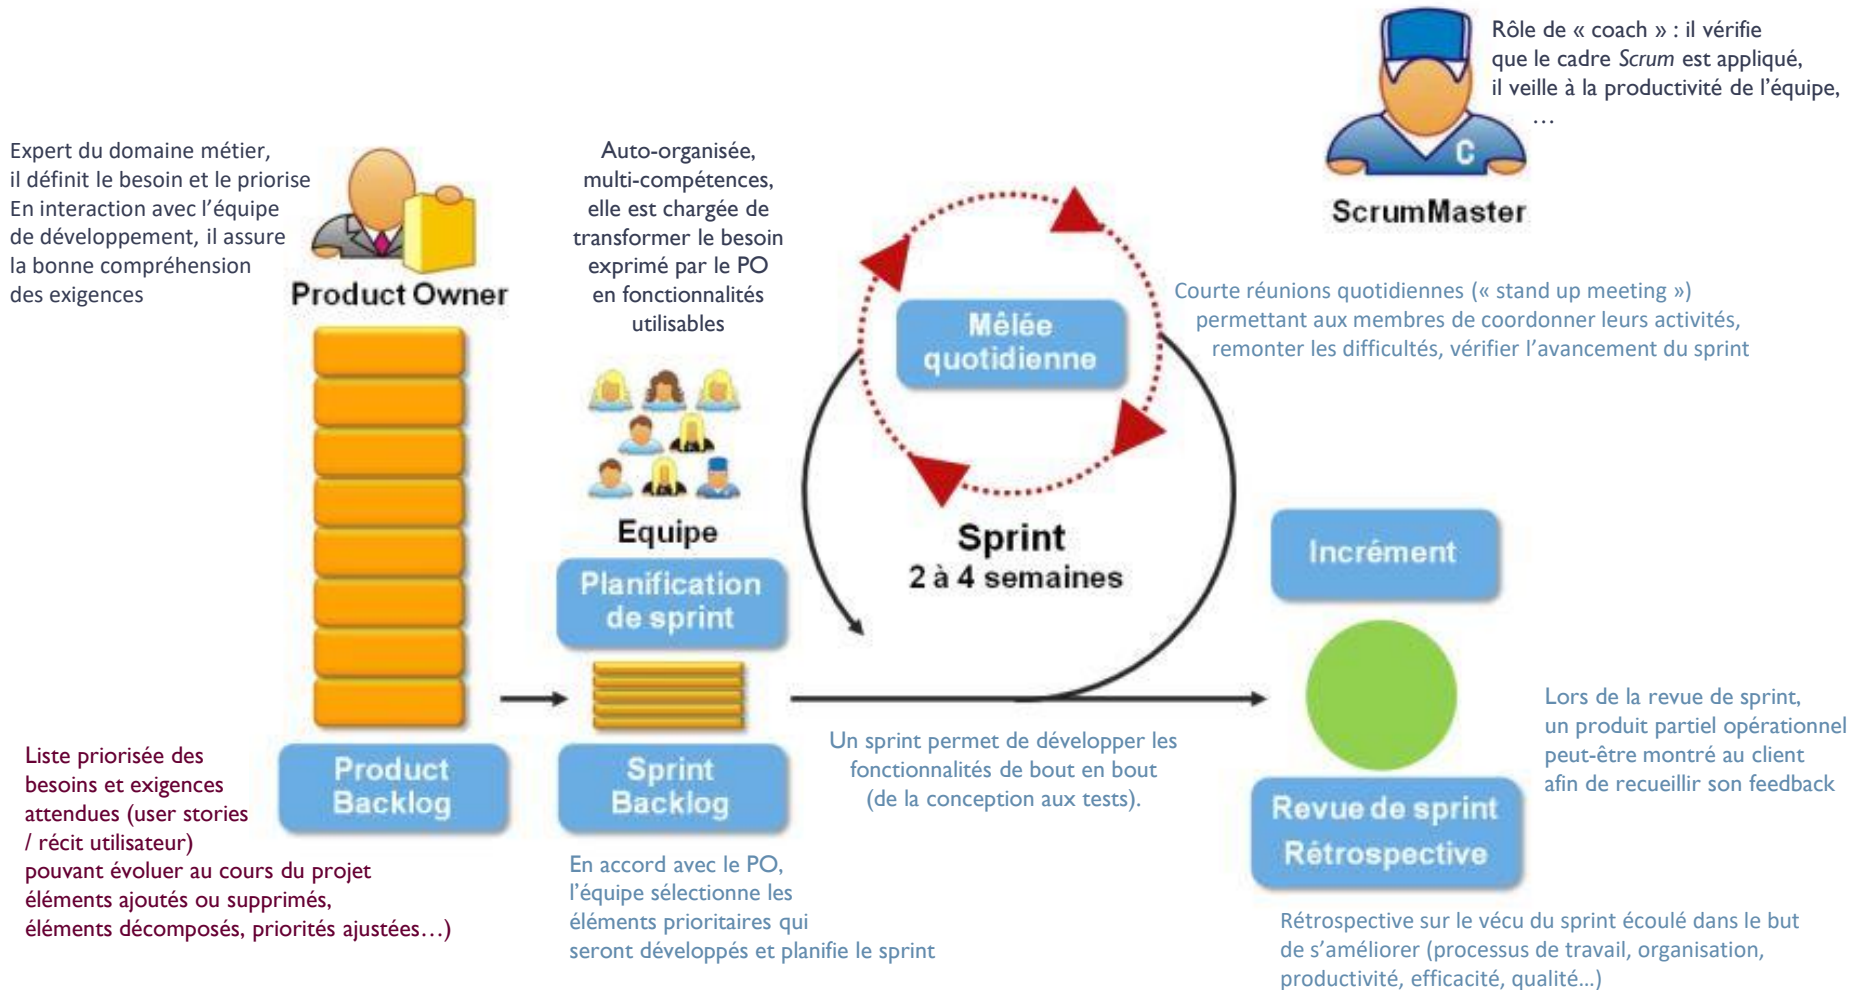 Rôle de « coach » : il vérifie
que le cadre Scrum est appliqué,
il veille à la productivité de l'équipe,
…
C
ScrumMaster
Expert du domaine métier,
il définit le besoin et le priorise
En interaction avec l'équipe
de développement, il assure
la bonne compréhension
des exigences
Product Owner
Auto-organisée,
multi-compétences,
elle est chargée de
transformer le besoin
exprimé par le PO
en fonctionnalités
utilisables
Equipe
Mêlée
quotidienne
Courte réunions quotidiennes (« stand up meeting »)
permettant aux membres de coordonner leurs activités,
remonter les difficultés, vérifier l'avancement du sprint
Sprint
2 à 4 semaines
Planification
de sprint
Incrément
Liste priorisée des
besoins et exigences
attendues (user stories
/ récit utilisateur)
pouvant évoluer au cours du projet
éléments ajoutés ou supprimés,
éléments décomposés, priorités ajustées…)
Product
Backlog
Sprint
Backlog
En accord avec le PO,
l'équipe sélectionne les
éléments prioritaires qui
seront développés et planifie le sprint
Un sprint permet de développer les
fonctionnalités de bout en bout
(de la conception aux tests).
Lors de la revue de sprint,
un produit partiel opérationnel
peut-être montré au client
afin de recueillir son feedback
Revue de sprint
Rétrospective
Rétrospective sur le vécu du sprint écoulé dans le but
de s'améliorer (processus de travail, organisation,
productivité, efficacité, qualité…)